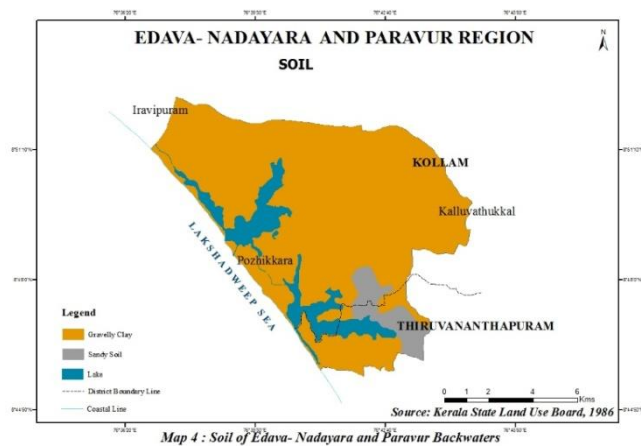 EDAVA- NADAYARA AND PARAVUR REGION
SOIL
N
Iravipuram
KOLLAM
Kalluvathukkal
Pozhikkara
LAKSHADWEEP SEA
THIRUVANANTHAPURAM
Legend
Gravelly Clay
Sandy Soil
Lake
District Boundary Line
Coastal Line
0 1 2 4 6
Kms
Source: Kerala State Land Use Board, 1986
Map 4 : Soil of Edava- Nadayara and Paravur Backwaters